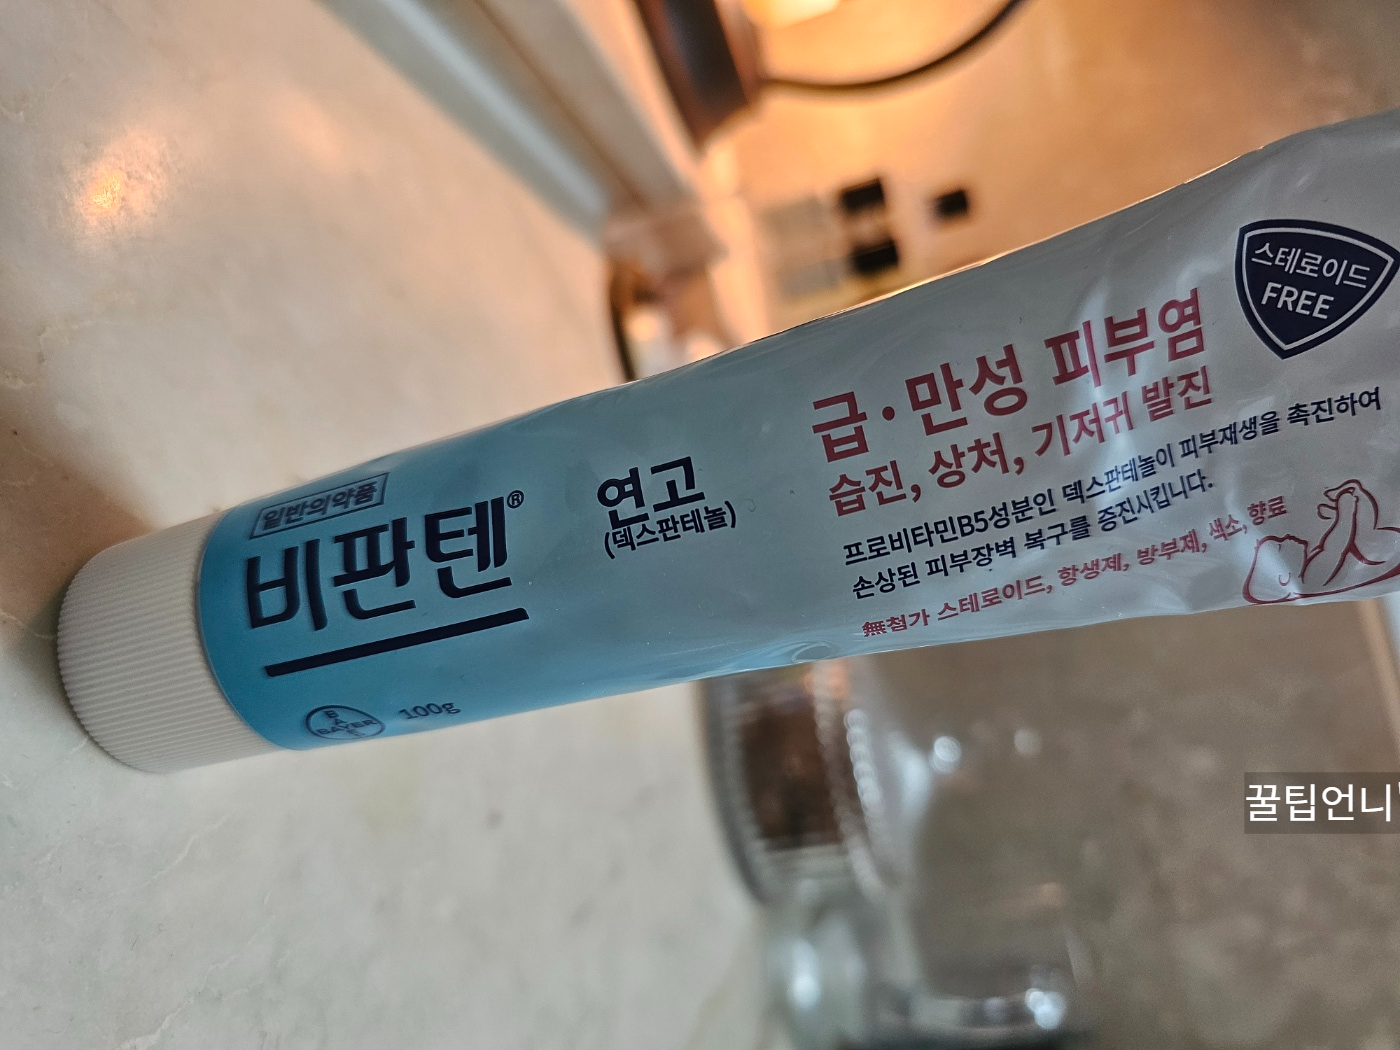 일반의약품
비판텐®
연고
(덱스판테놀)
BAYER
BAYER
100g
스테로이드
FREE
급·만성 피부염
습진, 상처, 기저귀 발진
프로비타민B5성분인 덱스판테놀이 피부재생을 촉진하여
손상된 피부장벽 복구를 증진시킵니다.
無첨가 스테로이드, 항생제, 방부제, 색소, 향료
꿀팁언니